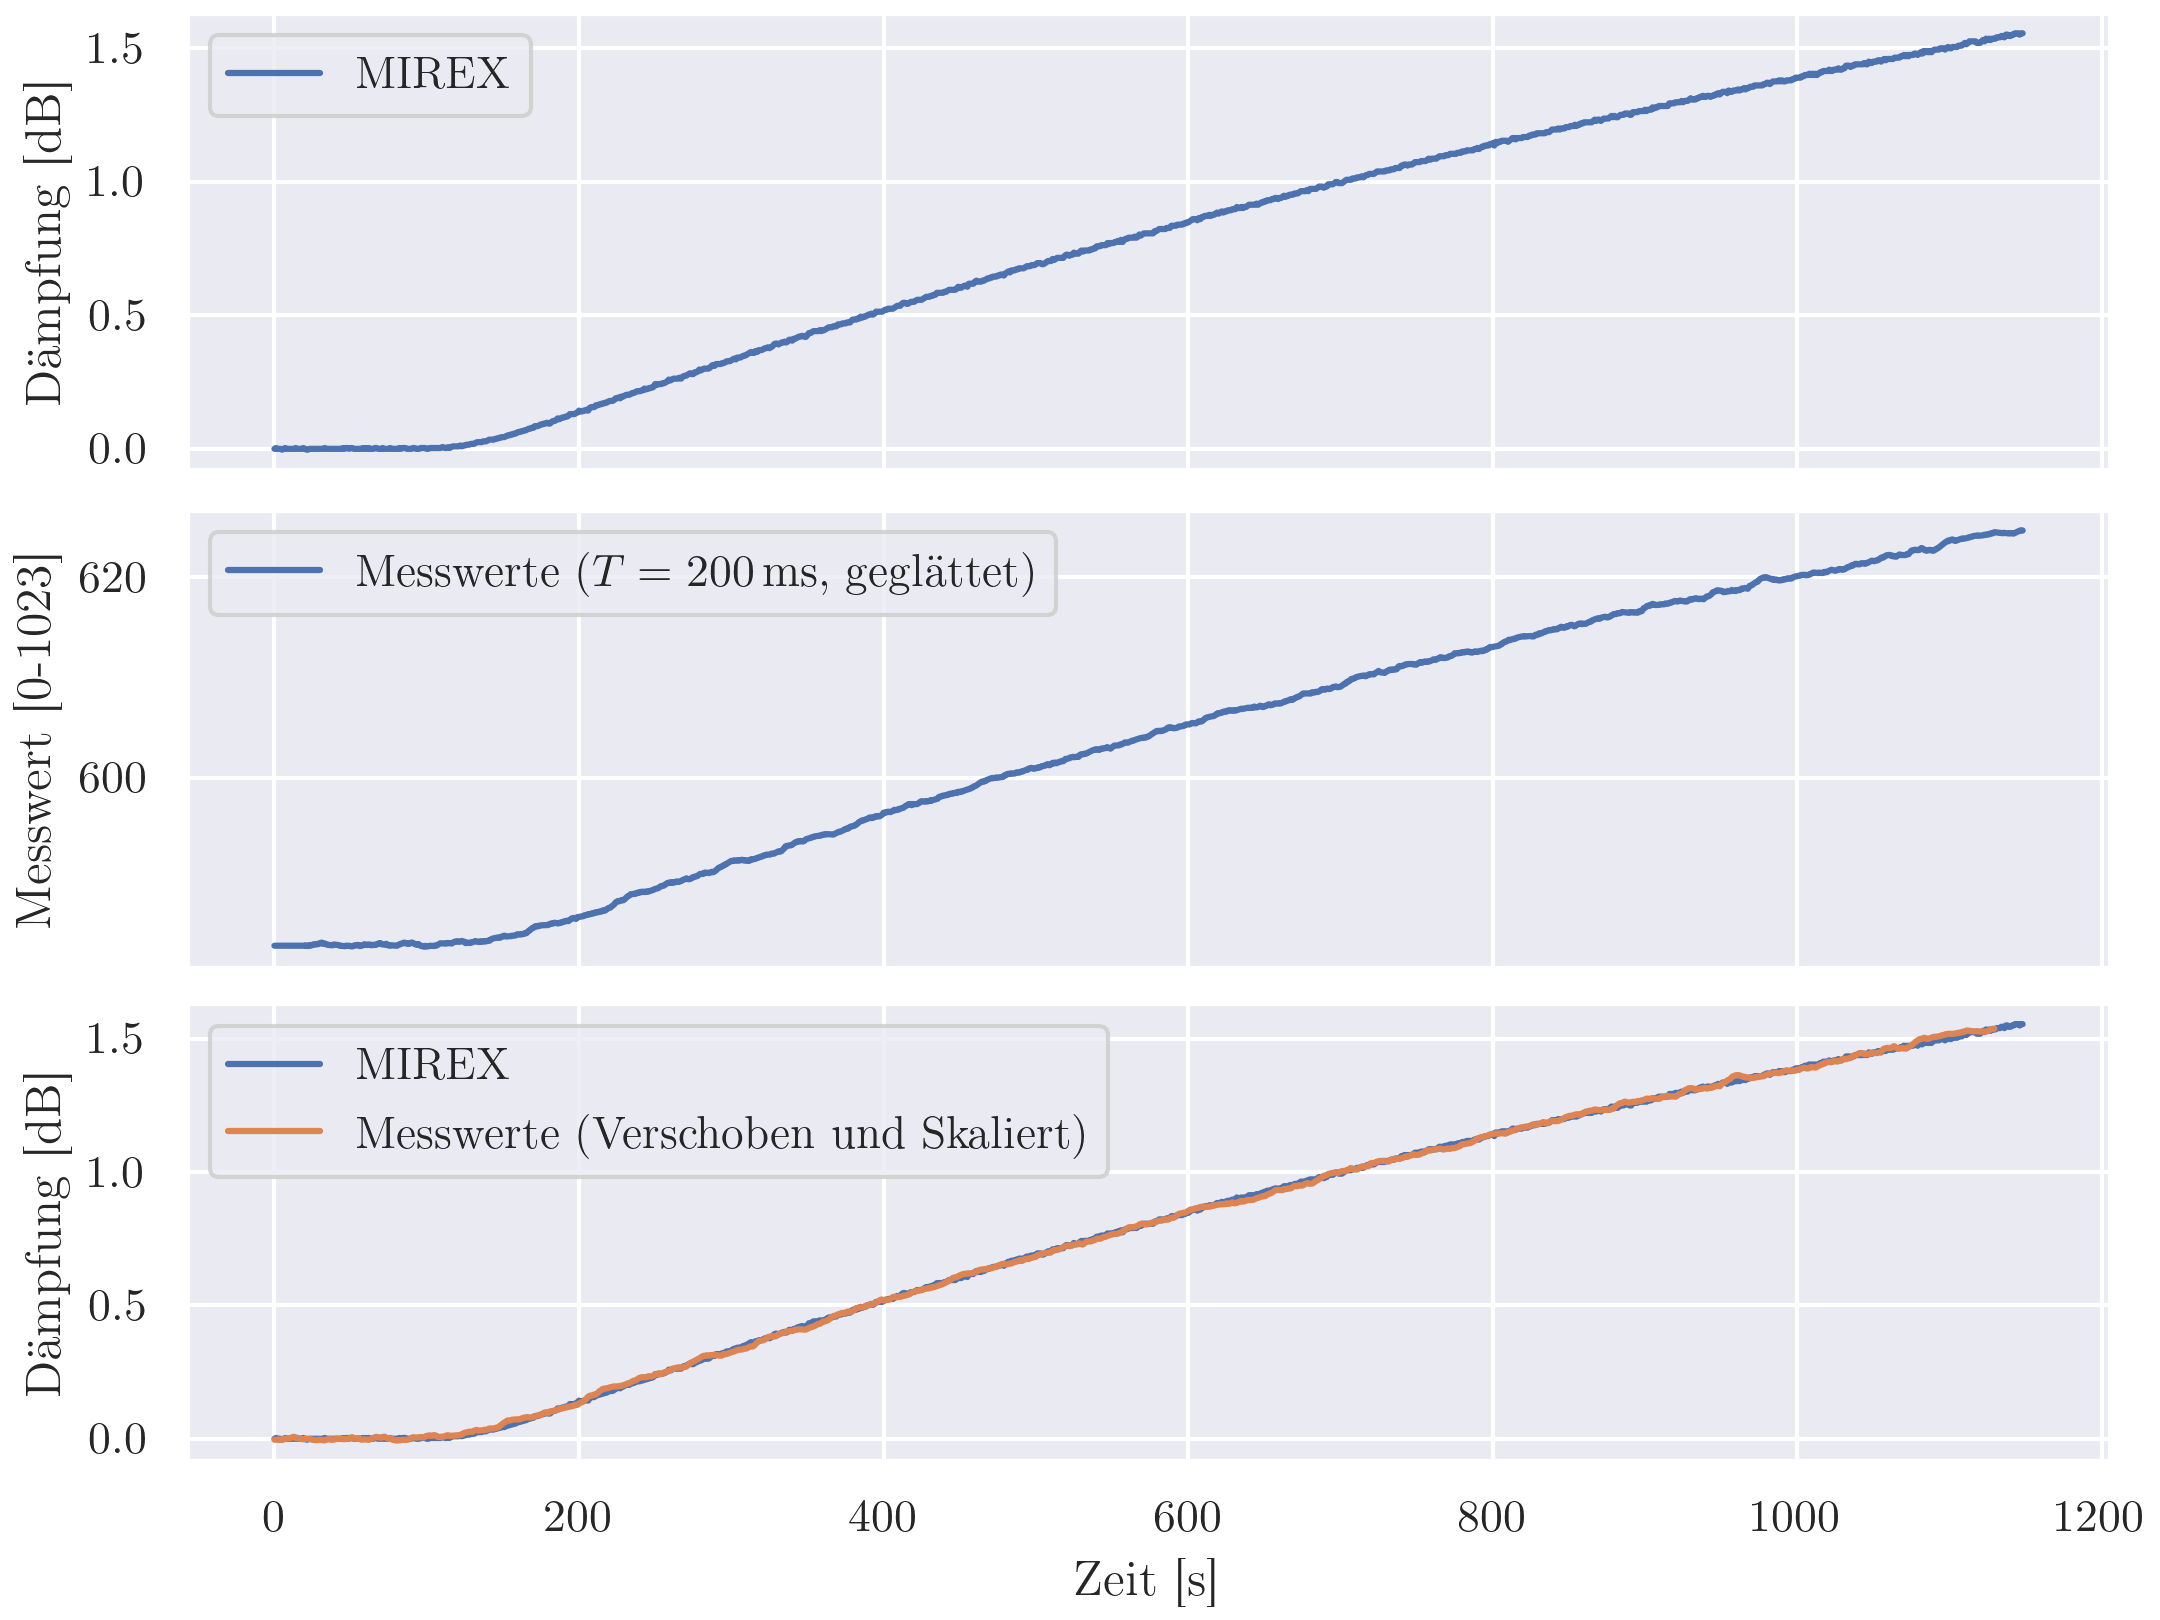 Dämpfung [dB]
1.5
1.0
0.5
0.0
MIREX
Messwert [0-1023]
620
600
Messwerte (T = 200 ms, geglättet)
Dämpfung [dB]
1.5
1.0
0.5
0.0
MIREX
Messwerte (Verschoben und Skaliert)
0 200 400 600 800 1000 1200
Zeit [s]